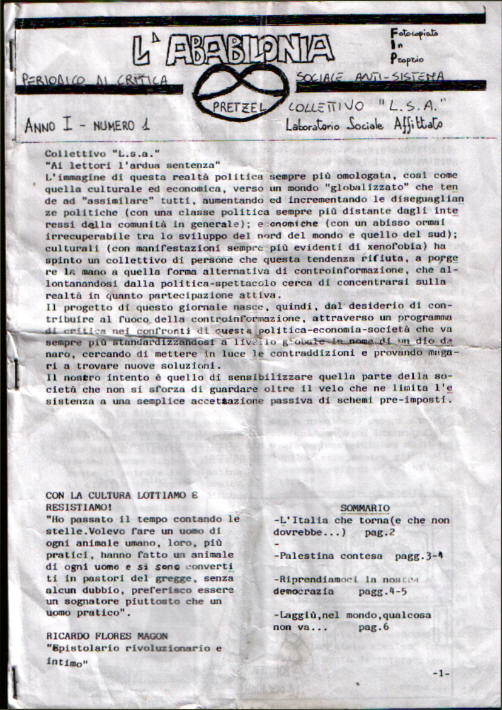 L'ABABILONIA
Fotocopiato
In
Proprio
PERIODICO DI CRITICA
SOCIALE ANTI-SISTEMA
PRETZEL
COLLETTIVO "L.S.A."
ANNO I - NUMERO 1
Laboratorio Sociale Affittato
Collettivo "L.s.a."
"Ai lettori l'ardua sentenza"
L'immagine di questa realtà politica sempre più omologata, così come
quella culturale ed economica, verso un mondo "globalizzato" che ten
de ad "assimilare" tutti, aumentando ed incrementando le diseguaglian
ze politiche (con una classe politica sempre più distante dagli inte
ressi della comunità in generale); economiche (con un abisso ormai
irrecuperabile tra lo sviluppo del nord del mondo e quello del sud);
culturali (con manifestazioni sempre più evidenti di xenofobia) ha
spinto un collettivo di persone che questa tendenza rifiuta, a porge
re la mano a quella forma alternativa di controinformazione, che al-
lontanandosi dalla politica-spettacolo cerca di concentrarsi sulla
realtà in quanto partecipazione attiva.
Il progetto di questo giornale nasce, quindi, dal desiderio di con-
tribuire al fuoco della controinformazione, attraverso un programma
di critica nei confronti di questa politica-economia-società che va
sempre più standardizzandosi a livello globale in nome di un dio da
naro, cercando di mettere in luce le contraddizioni e provando maga-
ri a trovare nuove soluzioni.
Il nostro intento è quello di sensibilizzare quella parte della so-
cietà che non si sforza di guardare oltre il velo che ne limita l'e
sistenza a una semplice accettazione passiva di schemi pre-imposti.
CON LA CULTURA LOTTIAMO E
RESISTIAMO!
"Ho passato il tempo contando le
stelle.Volevo fare un uomo di
ogni animale umano, loro, più
pratici, hanno fatto un animale
di ogni uomo e si sono converti
ti in pastori del gregge, senza
alcun dubbio, preferisco essere
un sognatore piuttosto che un
uomo pratico".
RICARDO FLORES MAGON
"Epistolario rivoluzionario e
intimo"
SOMMARIO
-L'Italia che torna(e che non
dovrebbe...) pag.2
-Palestina contesa pagg.3-4
-Riprendiamoci la nostra
democrazia pagg.4-5
-Laggiù,nel mondo,qualcosa
non va... pag.6
-1-